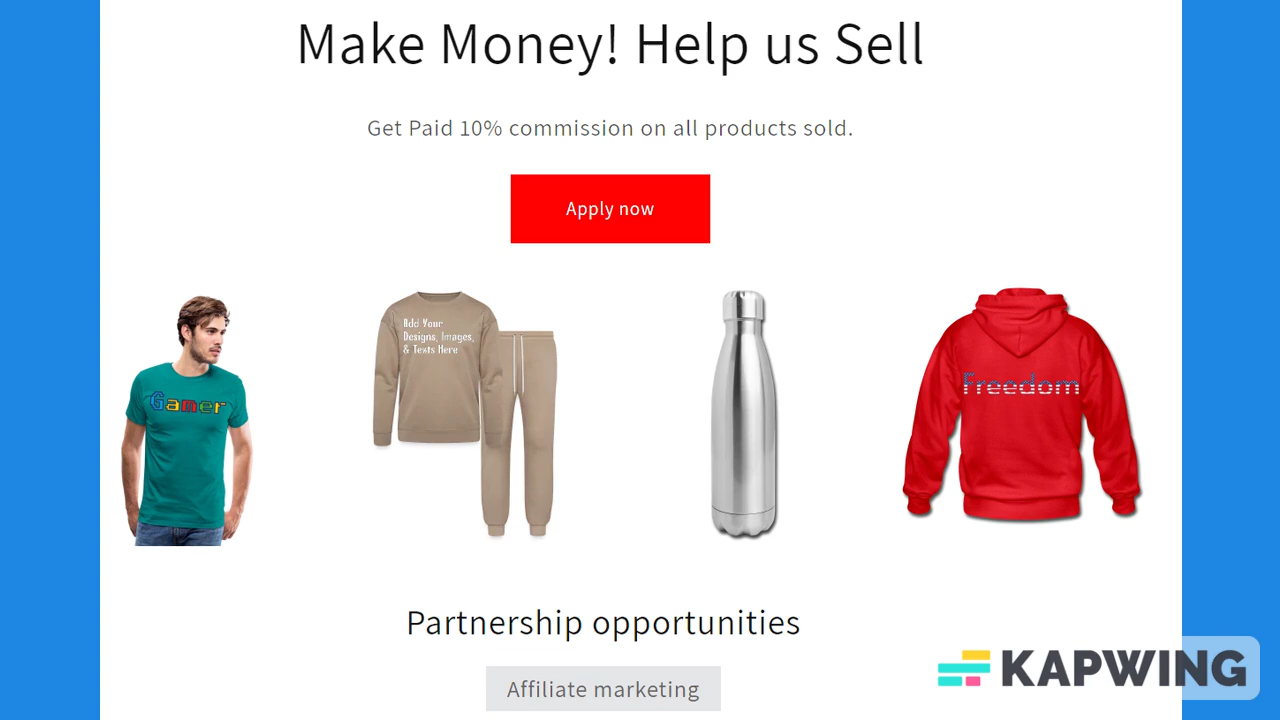 Make Money! Help us Sell
Get Paid 10% commission on all products sold.
Apply now
Gamer
Add Your
Designs, Images,
& Texts Here
Freedom
Partnership opportunities
Affiliate marketing
KAPWING